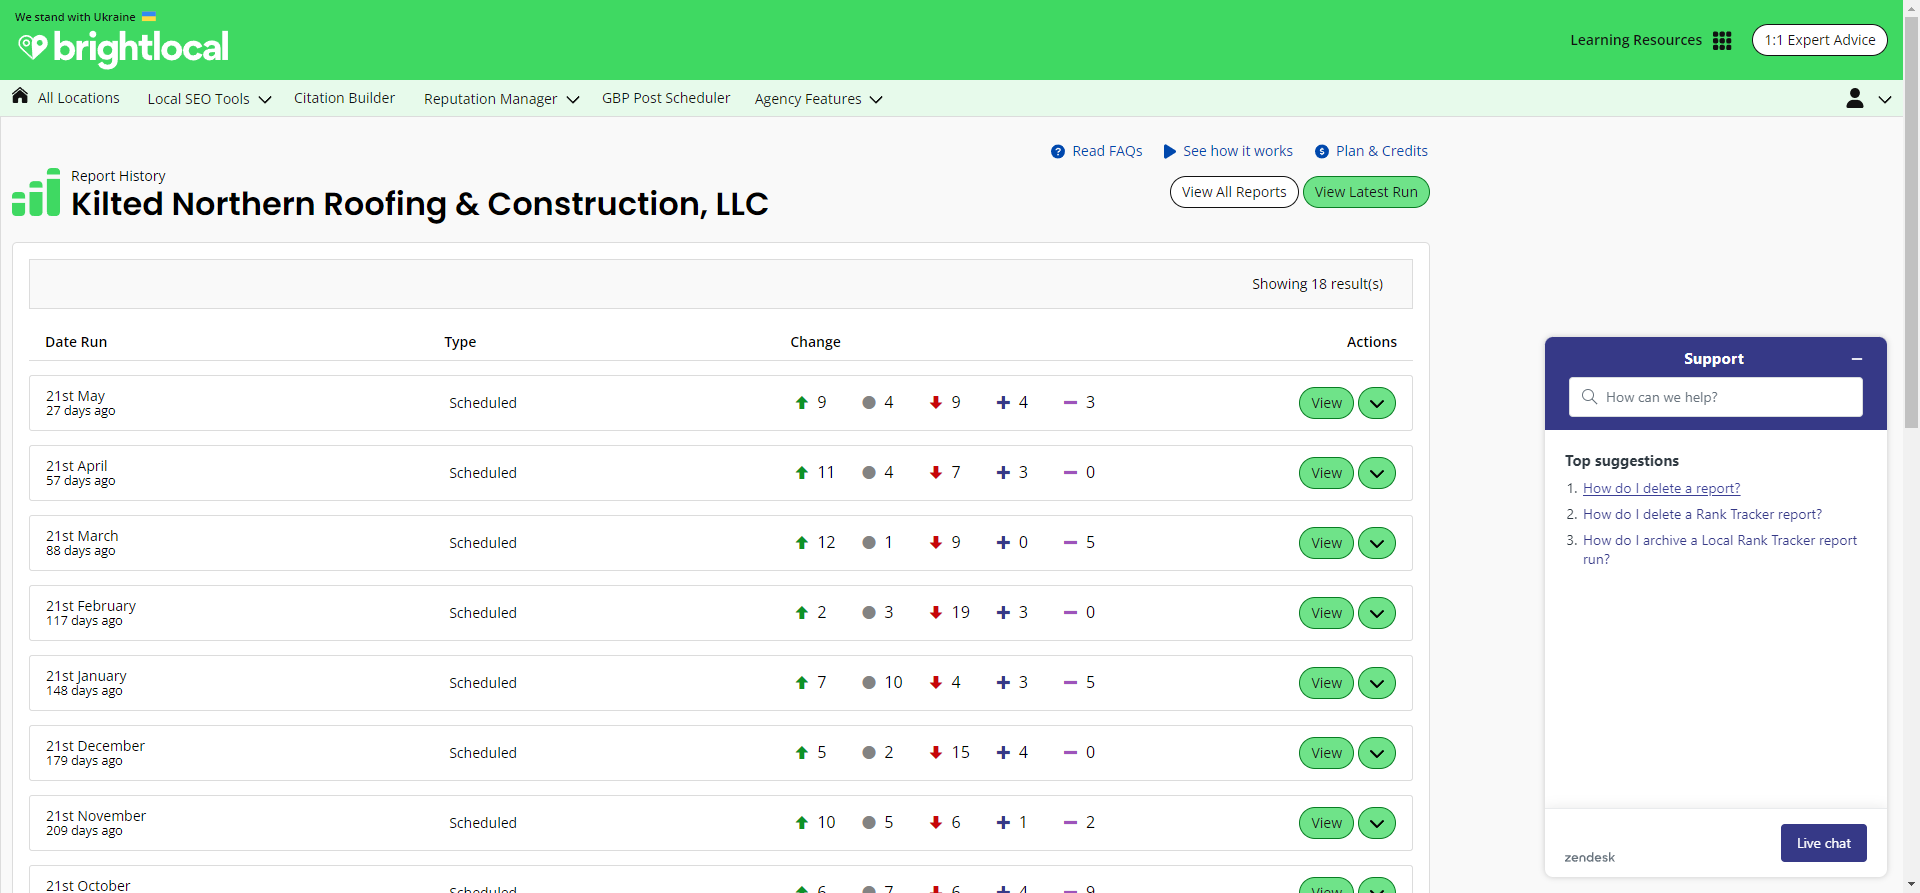 We stand with Ukraine
brightlocal
Learning Resources
1:1 Expert Advice
All Locations
Local SEO Tools
Citation Builder
Reputation Manager
GBP Post Scheduler
Agency Features
Read FAQs
See how it works
Plan & Credits
Report History
Kilted Northern Roofing & Construction, LLC
View All Reports
View Latest Run
Showing 18 result(s)
Date Run Type Change Actions
21st May
27 days ago
Scheduled 9 4 9 4 3 View
21st April
57 days ago
Scheduled 11 4 7 3 0 View
21st March
88 days ago
Scheduled 12 1 9 0 5 View
21st February
117 days ago
Scheduled 2 3 19 3 0 View
21st January
148 days ago
Scheduled 7 10 4 3 5 View
21st December
179 days ago
Scheduled 5 2 15 4 0 View
21st November
209 days ago
Scheduled 10 5 6 1 2 View
21st October
Scheduled 6 7 6 4 9 View
Support
How can we help?
Top suggestions
1. How do I delete a report?
2. How do I delete a Rank Tracker report?
3. How do I archive a Local Rank Tracker report
run?
zendesk
Live chat